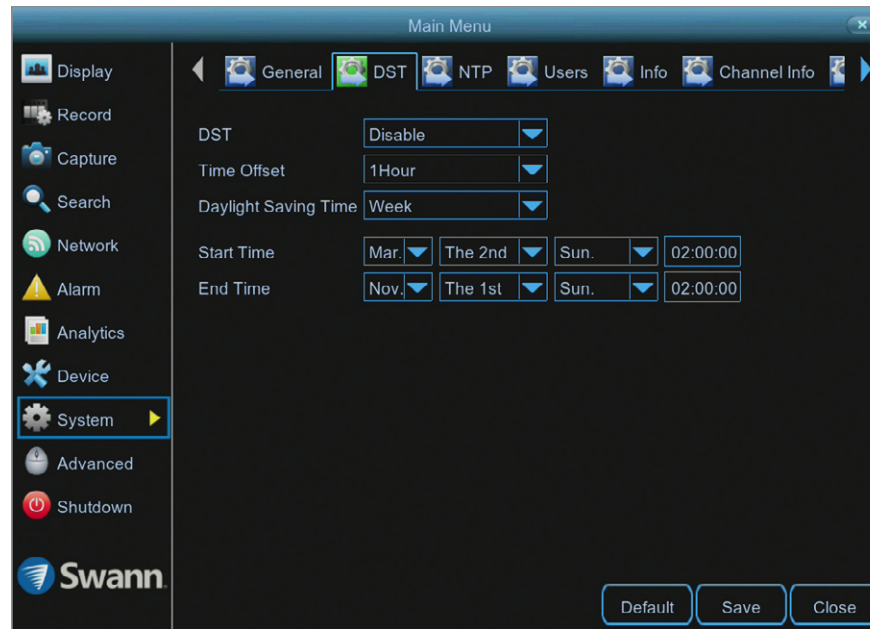 Main Menu
Display
Record
Capture
Search
Network
Alarm
Analytics
Device
System
Advanced
Shutdown
Swann
General DST NTP Users Info Channel Info
DST Disable
Time Offset 1Hour
Daylight Saving Time Week
Start Time Mar. The 2nd Sun. 02:00:00
End Time Nov. The 1st Sun. 02:00:00
Default Save Close